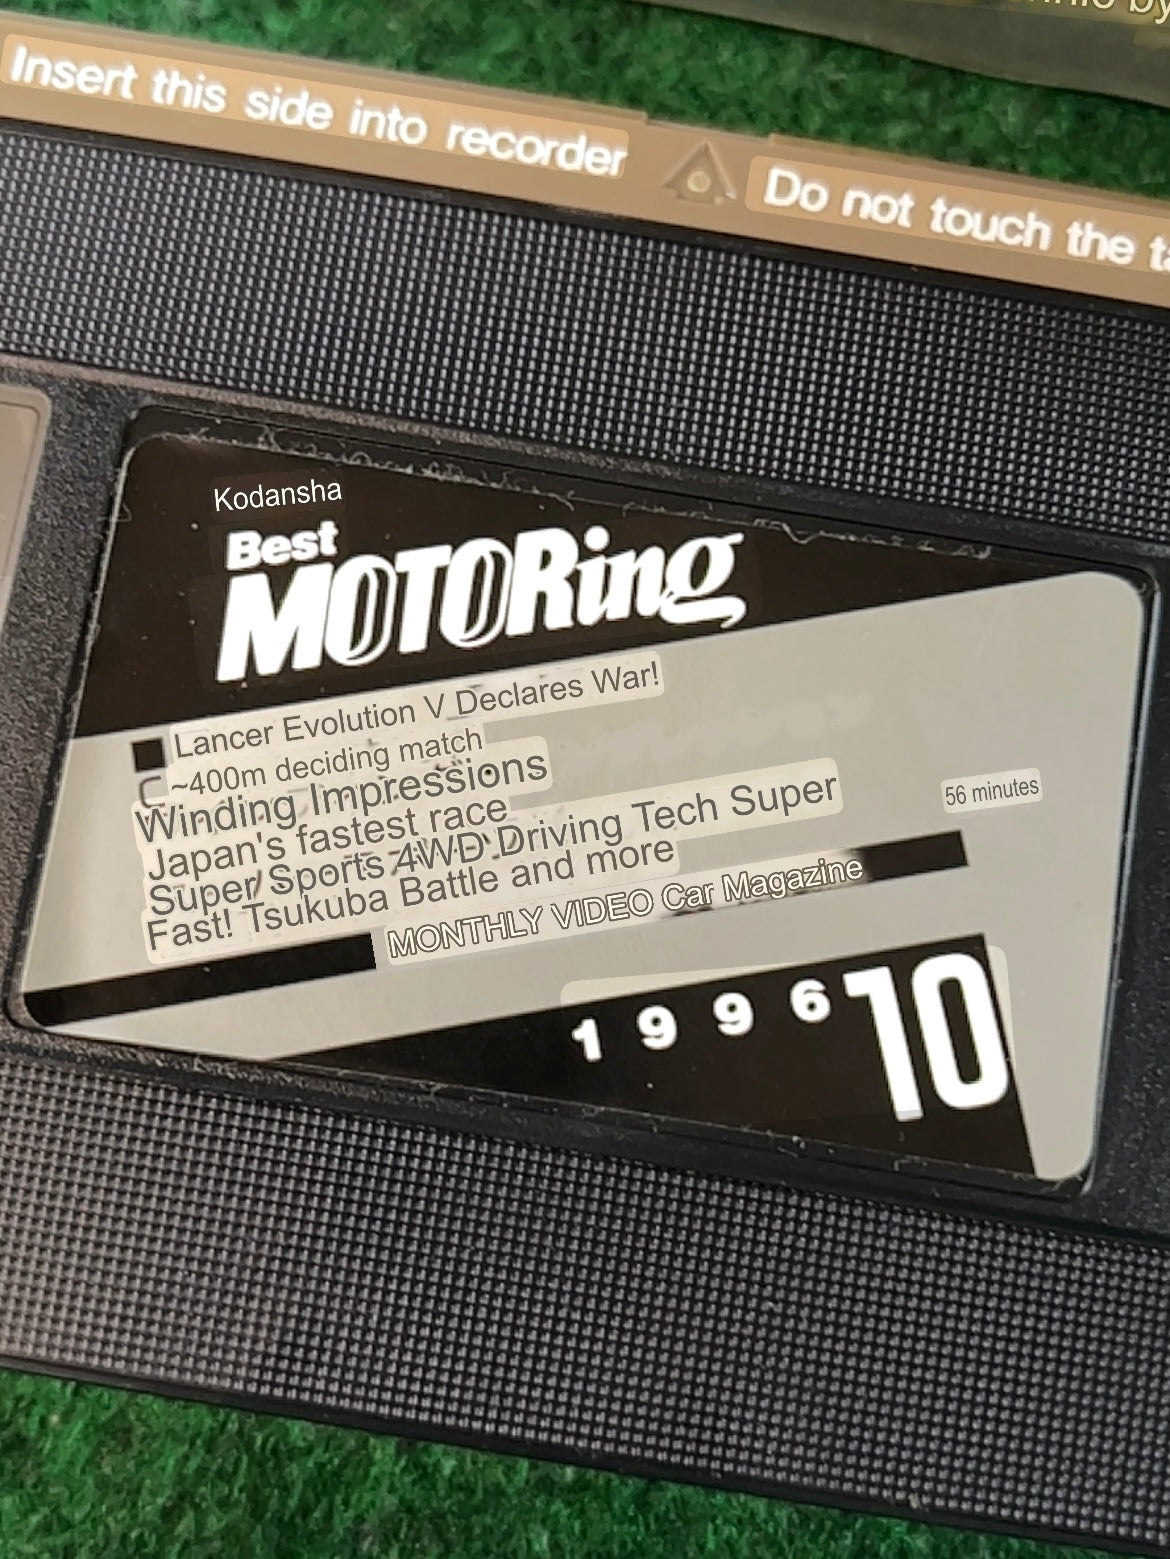 Insert this side into recorder
Do not touch the
Kodansha
Best
MOTORing
Lancer Evolution V Declares War!
~400m deciding match
Winding Impressions
Japan's fastest race
Super Sports 4WD Driving Tech Super
Fast! Tsukuba Battle and more
56 minutes
MONTHLY VIDEO Car Magazine
1996 10